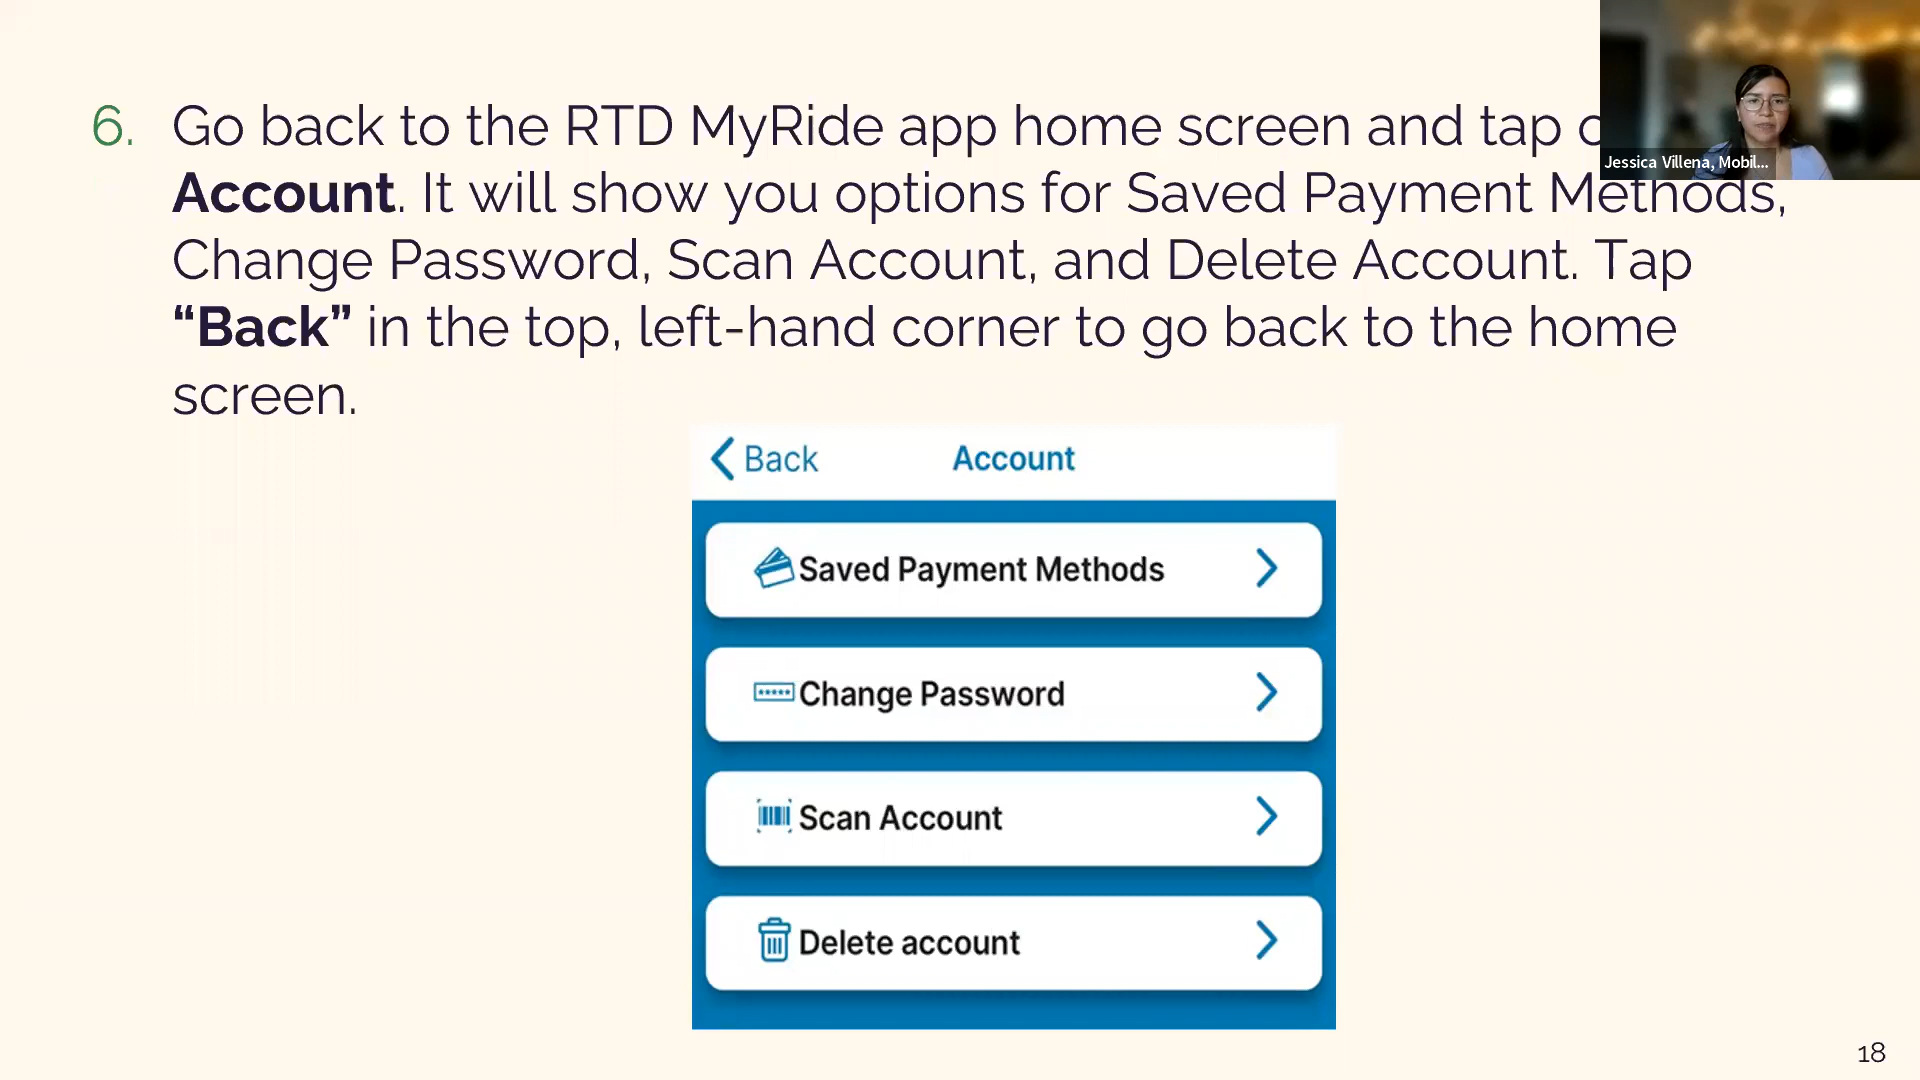 6. Go back to the RTD MyRide app home screen and tap
Account. It will show you options for Saved Payment Methods,
Change Password, Scan Account, and Delete Account. Tap
“Back” in the top, left-hand corner to go back to the home
screen.
Jessica Villena, Mobil...
Back
Account
Saved Payment Methods
Change Password
Scan Account
Delete account
18